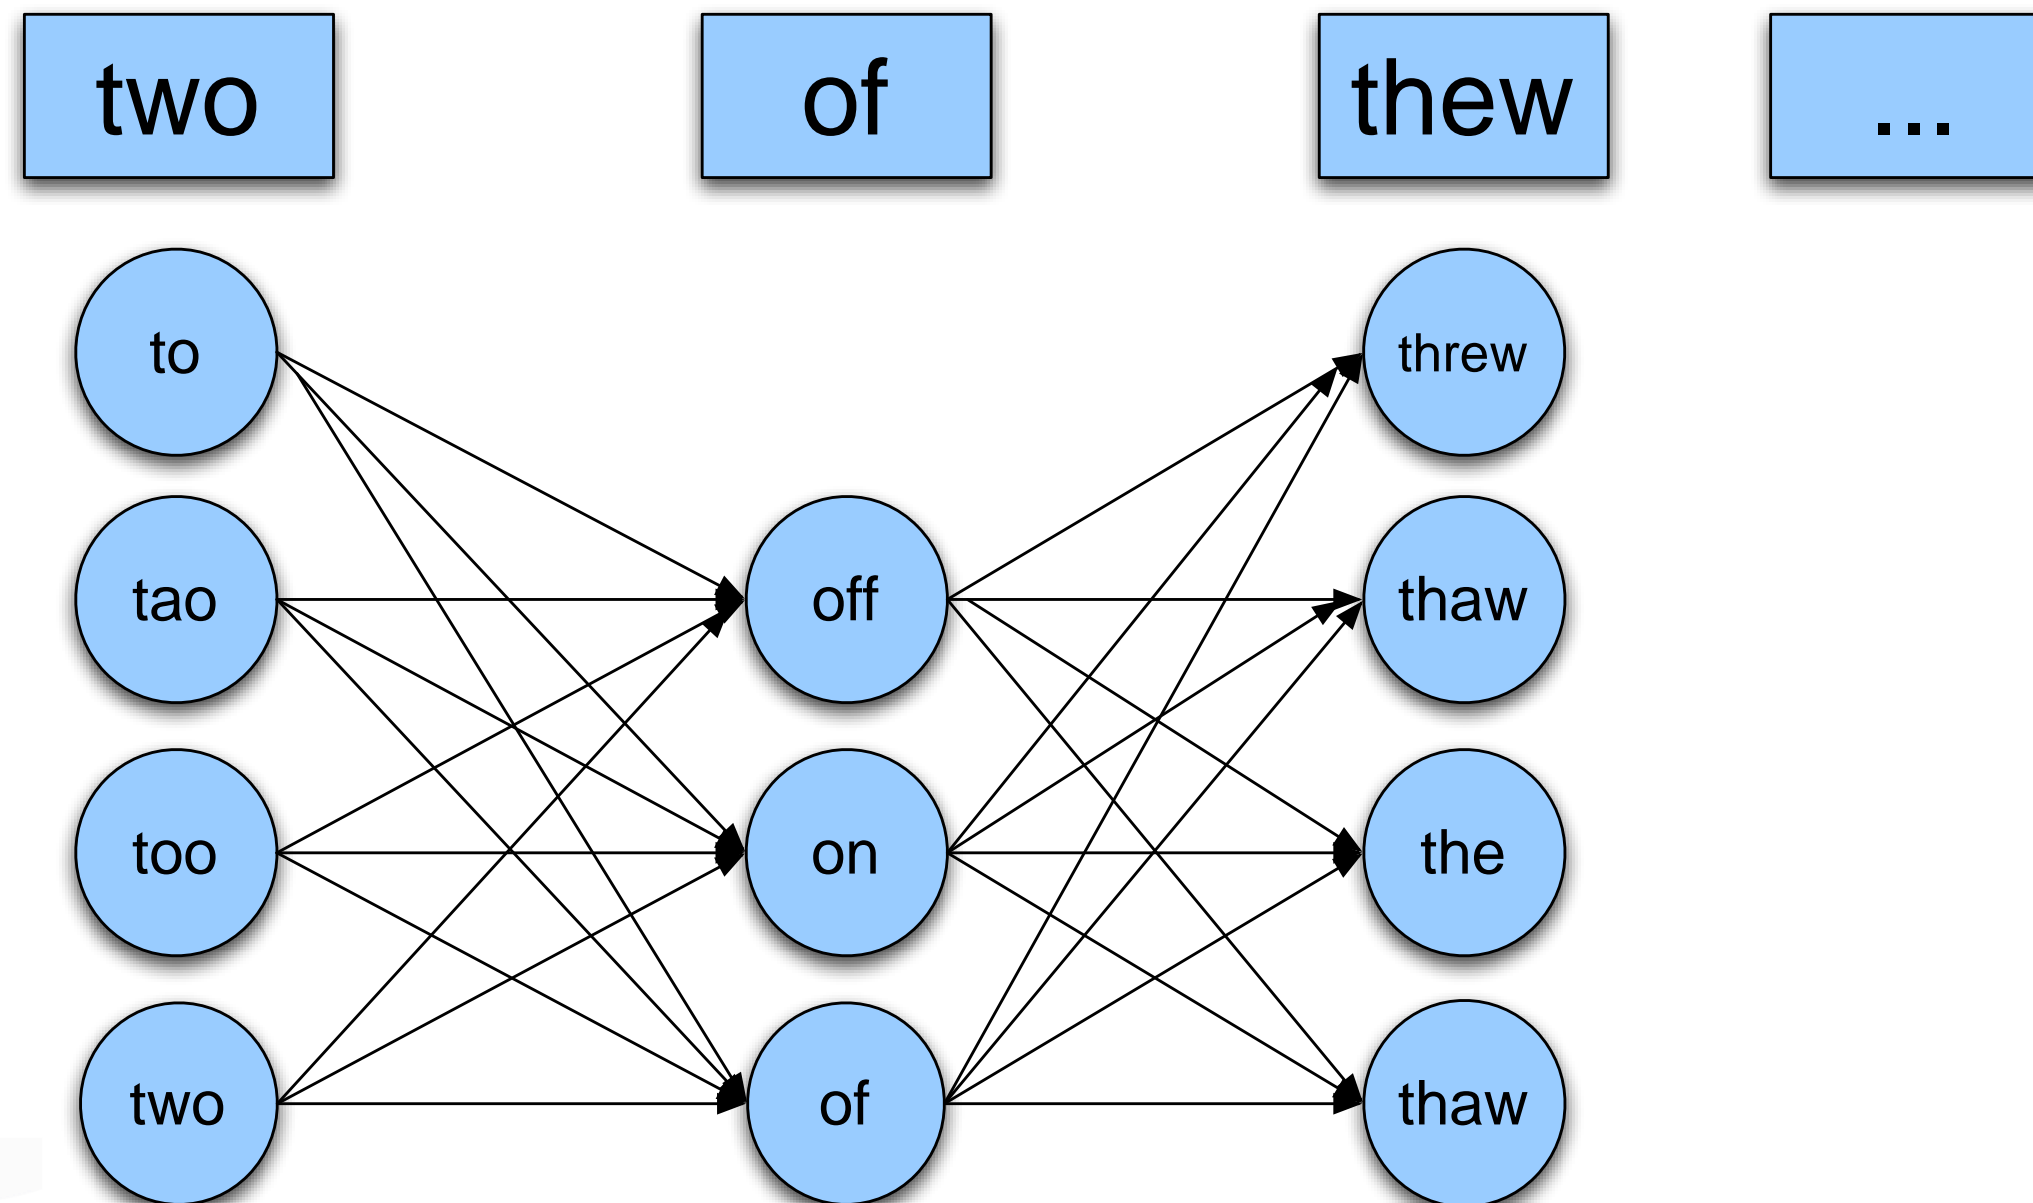 two of thew ...
to threw
tao off thaw
too on the
two of thaw